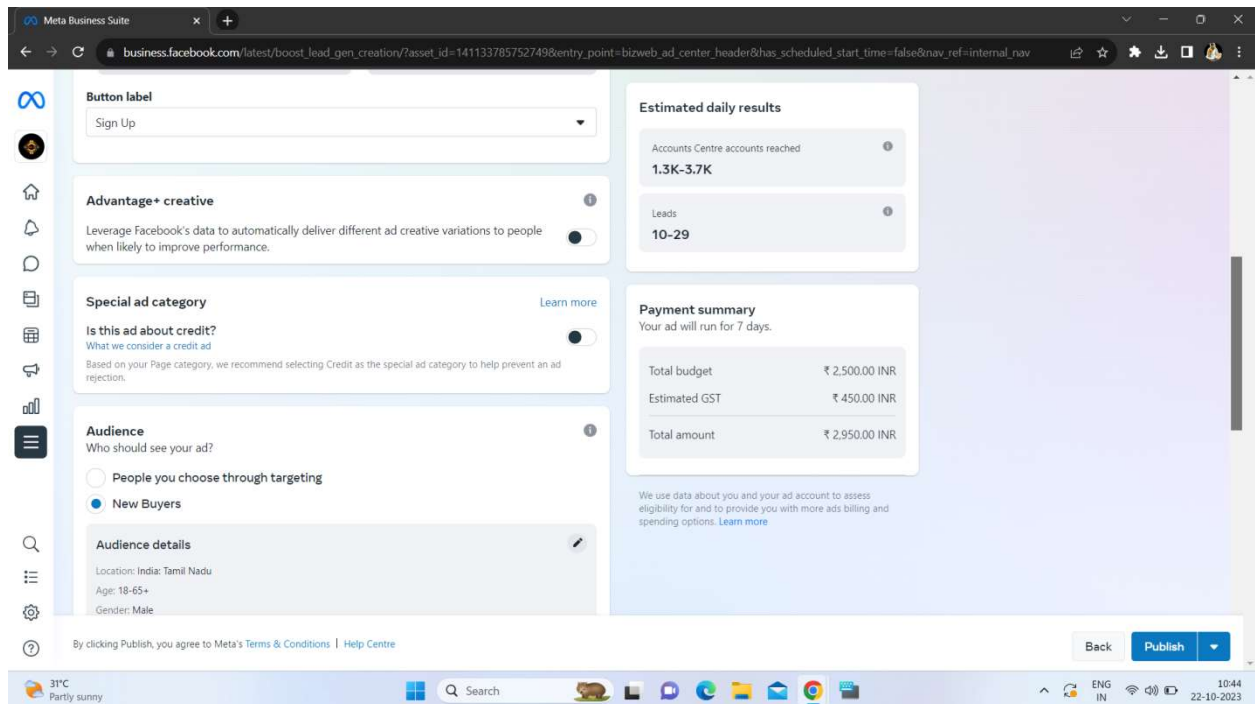 Meta Business Suite
business.facebook.com/latest/boost_lead_gen_creation/?asset_id=141133785752749&entry_point=bizweb_ad_center_header&has_scheduled_start_time=false&nav_ref=internal_nav
Button label
Sign Up
Advantage+ creative
Leverage Facebook's data to automatically deliver different ad creative variations to people
when likely to improve performance.
Special ad category
Learn more
Is this ad about credit?
What we consider a credit ad
Based on your Page category, we recommend selecting Credit as the special ad category to help prevent an ad
rejection.
Audience
Who should see your ad?
People you choose through targeting
New Buyers
Audience details
Location: India: Tamil Nadu
Age: 18-65+
Gender: Male
Estimated daily results
Accounts Centre accounts reached
1.3K-3.7K
Leads
10-29
Payment summary
Your ad will run for 7 days.
Total budget ₹ 2,500.00 INR
Estimated GST ₹ 450.00 INR
Total amount ₹ 2,950.00 INR
We use data about you and your ad account to assess
eligibility for and to provide you with more ads billing and
spending options. Learn more
By clicking Publish, you agree to Meta's Terms & Conditions | Help Centre
Back
Publish
31°C
Partly sunny
Search
ENG
IN
10:44
22-10-2023